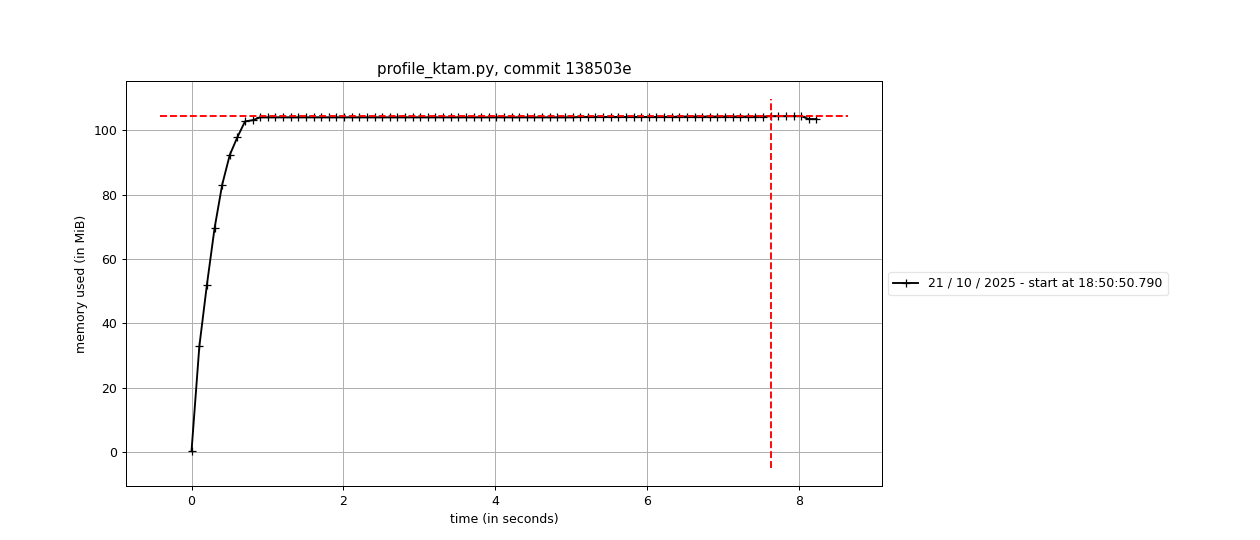 profile_ktam.py, commit 138503e
memory used (in MiB)
100
80
60
40
20
0
0 2 4 6 8
time (in seconds)
21 / 10 / 2025 - start at 18:50:50.790